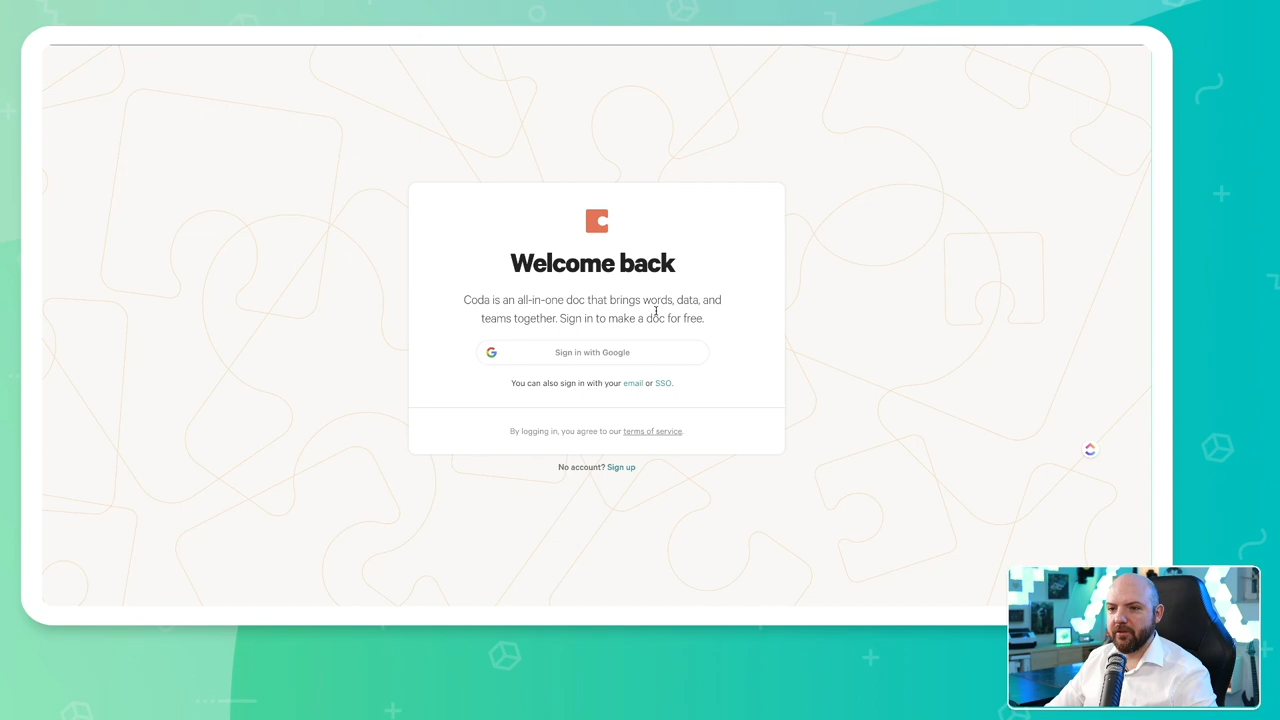 Welcome back
Coda is an all-in-one doc that brings words, data, and
teams together. Sign in to make a doc for free.
Sign in with Google
You can also sign in with your email or SSO.
By logging in, you agree to our terms of service.
No account? Sign up